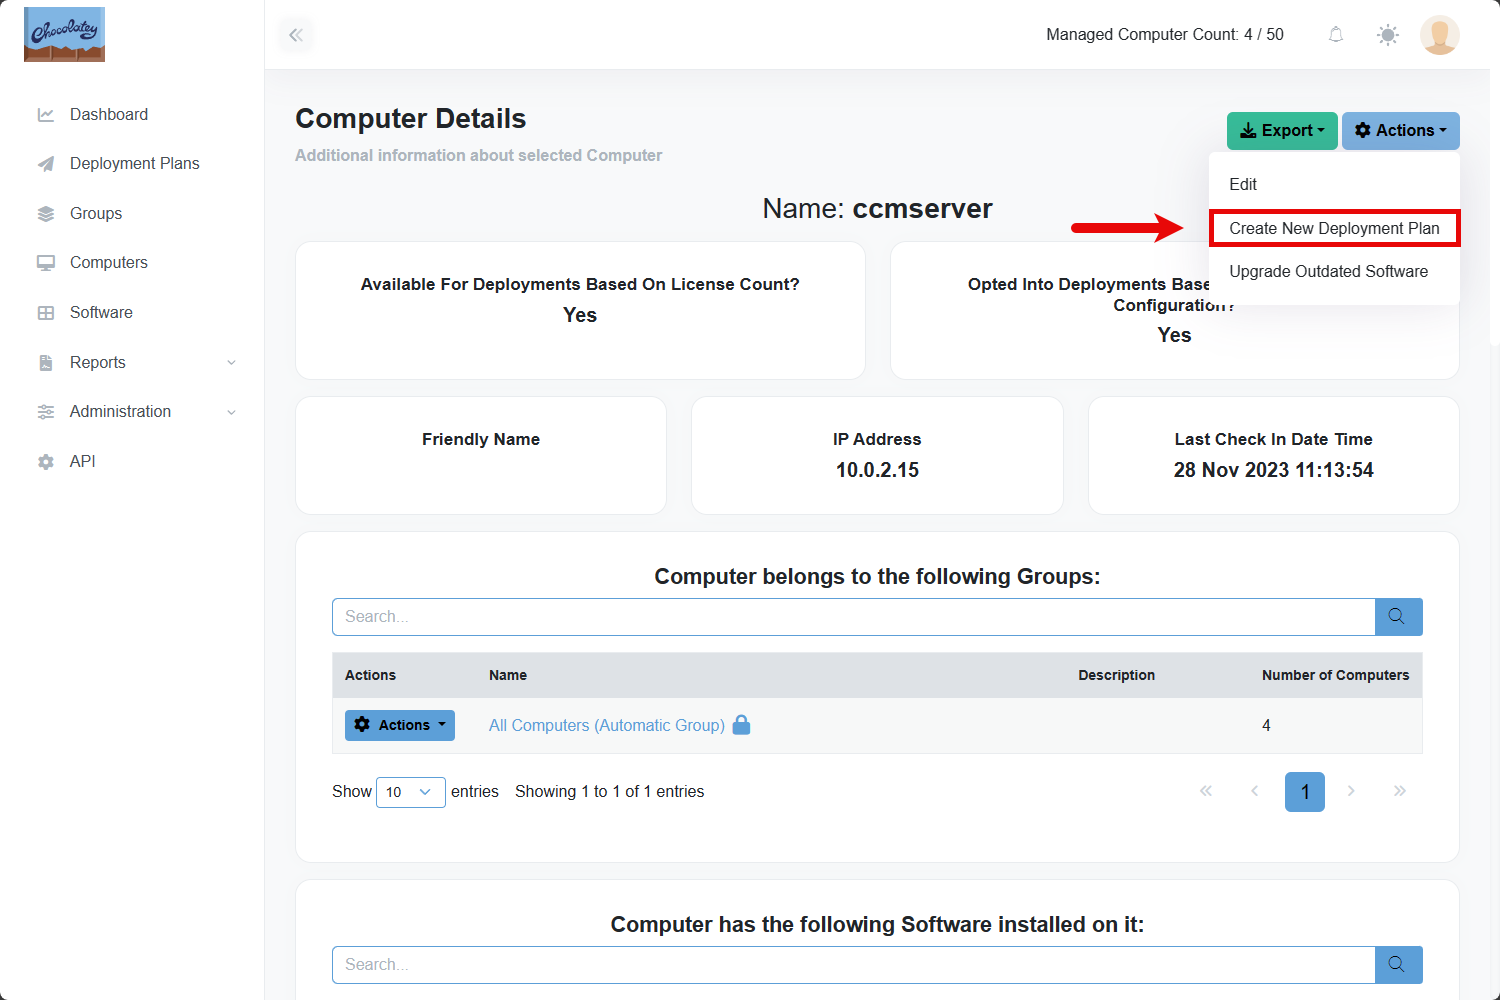 Chocolatey
Managed Computer Count: 4 / 50
Dashboard
Deployment Plans
Groups
Computers
Software
Reports
Administration
API
Computer Details
Additional information about selected Computer
Export
Actions
Edit
Create New Deployment Plan
Upgrade Outdated Software
Name: ccmserver
Available For Deployments Based On License Count?
Yes
Opted Into Deployments Base
Configuration?
Yes
Friendly Name
IP Address
10.0.2.15
Last Check In Date Time
28 Nov 2023 11:13:54
Computer belongs to the following Groups:
Search...
Actions Name Description Number of Computers
Actions All Computers (Automatic Group) 4
Show 10 entries Showing 1 to 1 of 1 entries
« ‹ 1 › »
Computer has the following Software installed on it:
Search...